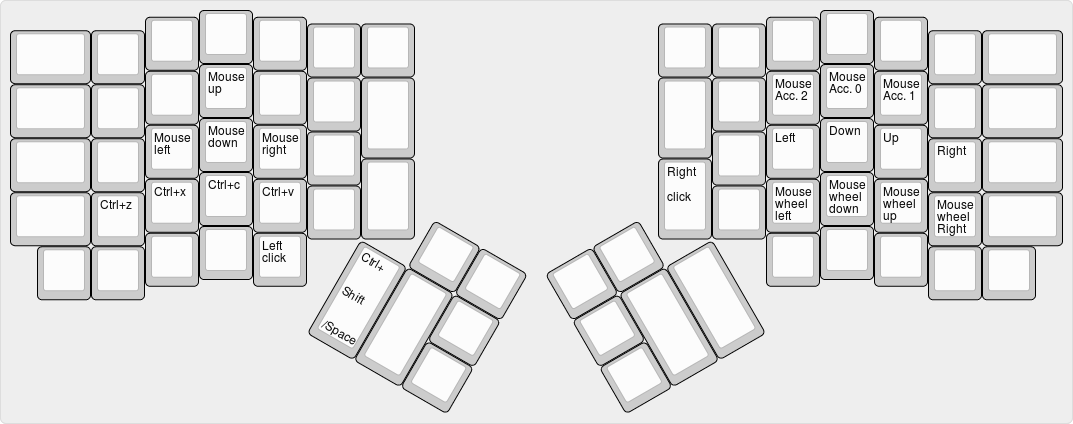 Mouse
up
Mouse
left
Mouse
down
Mouse
right
Ctrl+z
Ctrl+x
Ctrl+c
Ctrl+v
Left
click
Ctrl+
Shift
/Space
Mouse
Acc. 2
Mouse
Acc. 0
Mouse
Acc. 1
Left
Down
Up
Right
Right
click
Mouse
wheel
left
Mouse
wheel
down
Mouse
wheel
up
Mouse
wheel
Right